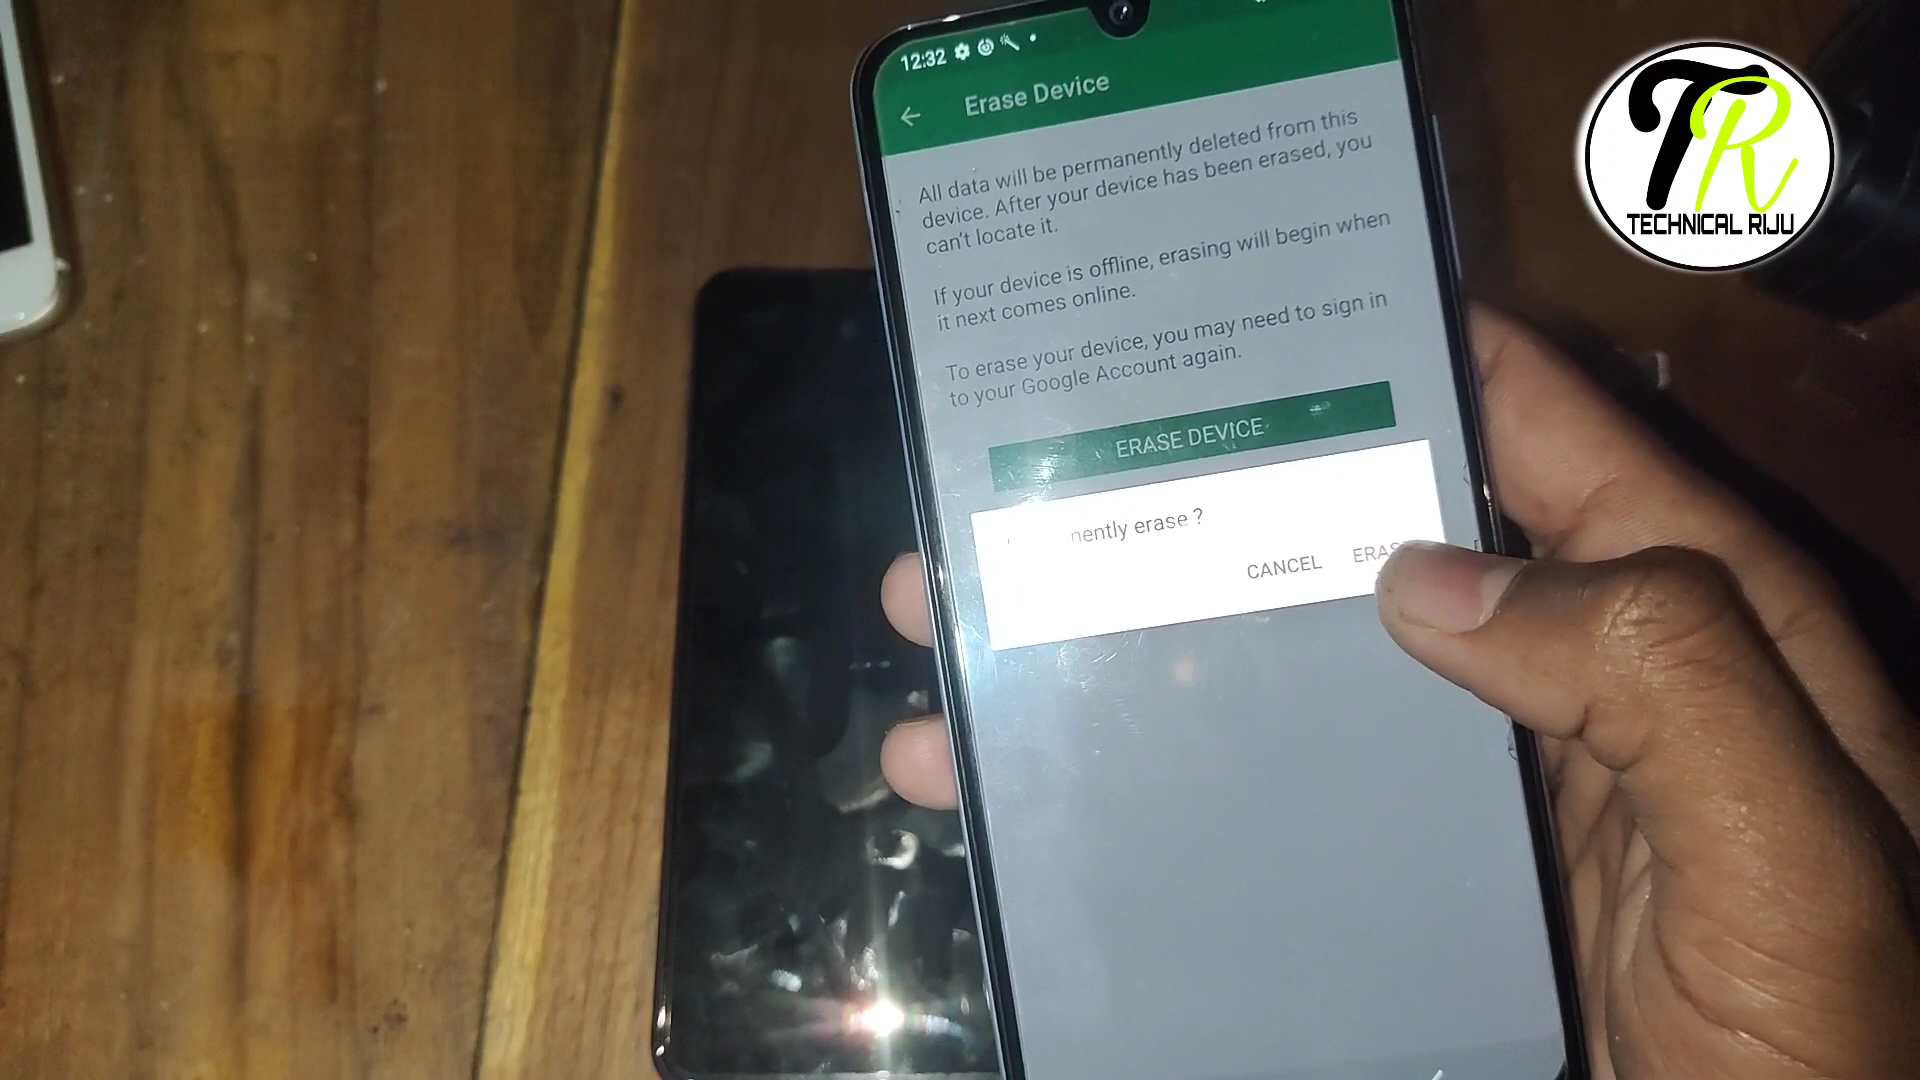 12:32
Erase Device
All data will be permanently deleted from this
device. After your device has been erased, you
can't locate it.
If your device is offline, erasing will begin when
it next comes online.
To erase your device, you may need to sign in
to your Google Account again.
ERASE DEVICE
nently erase ?
CANCEL ERAS
TR
TECHNICAL RIJU